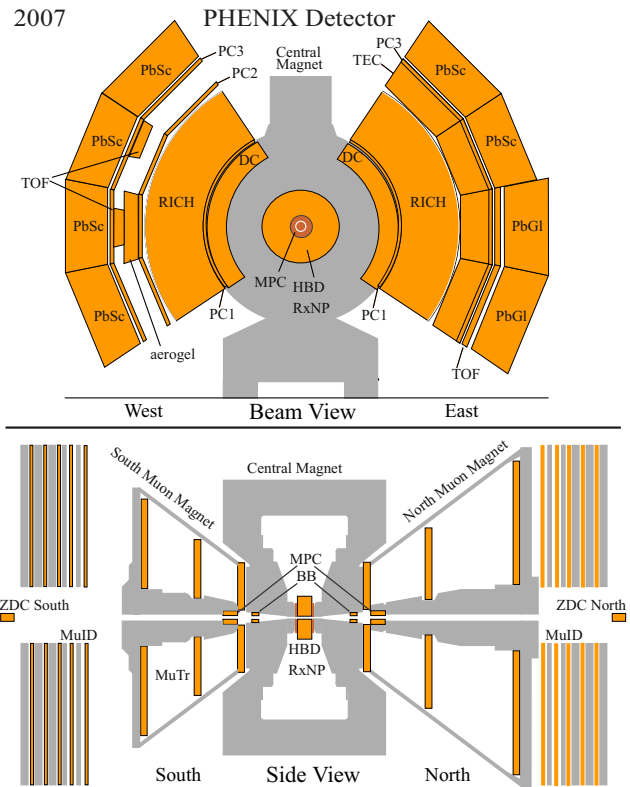 2007
PHENIX Detector
Central
Magnet
PC3
PC2
PbSc
PbSc
TOF
PbSc
PbSc
RICH
DC
PC1
aerogel
MPC
HBD
RxNP
PC3
TEC
PbSc
PbSc
DC
RICH
PbGl
PbGl
PC1
TOF
West
Beam View
East
South Muon Magnet
Central Magnet
North Muon Magnet
MPC
BB
ZDC South
ZDC North
MuID
MuID
MuTr
HBD
RxNP
South
Side View
North